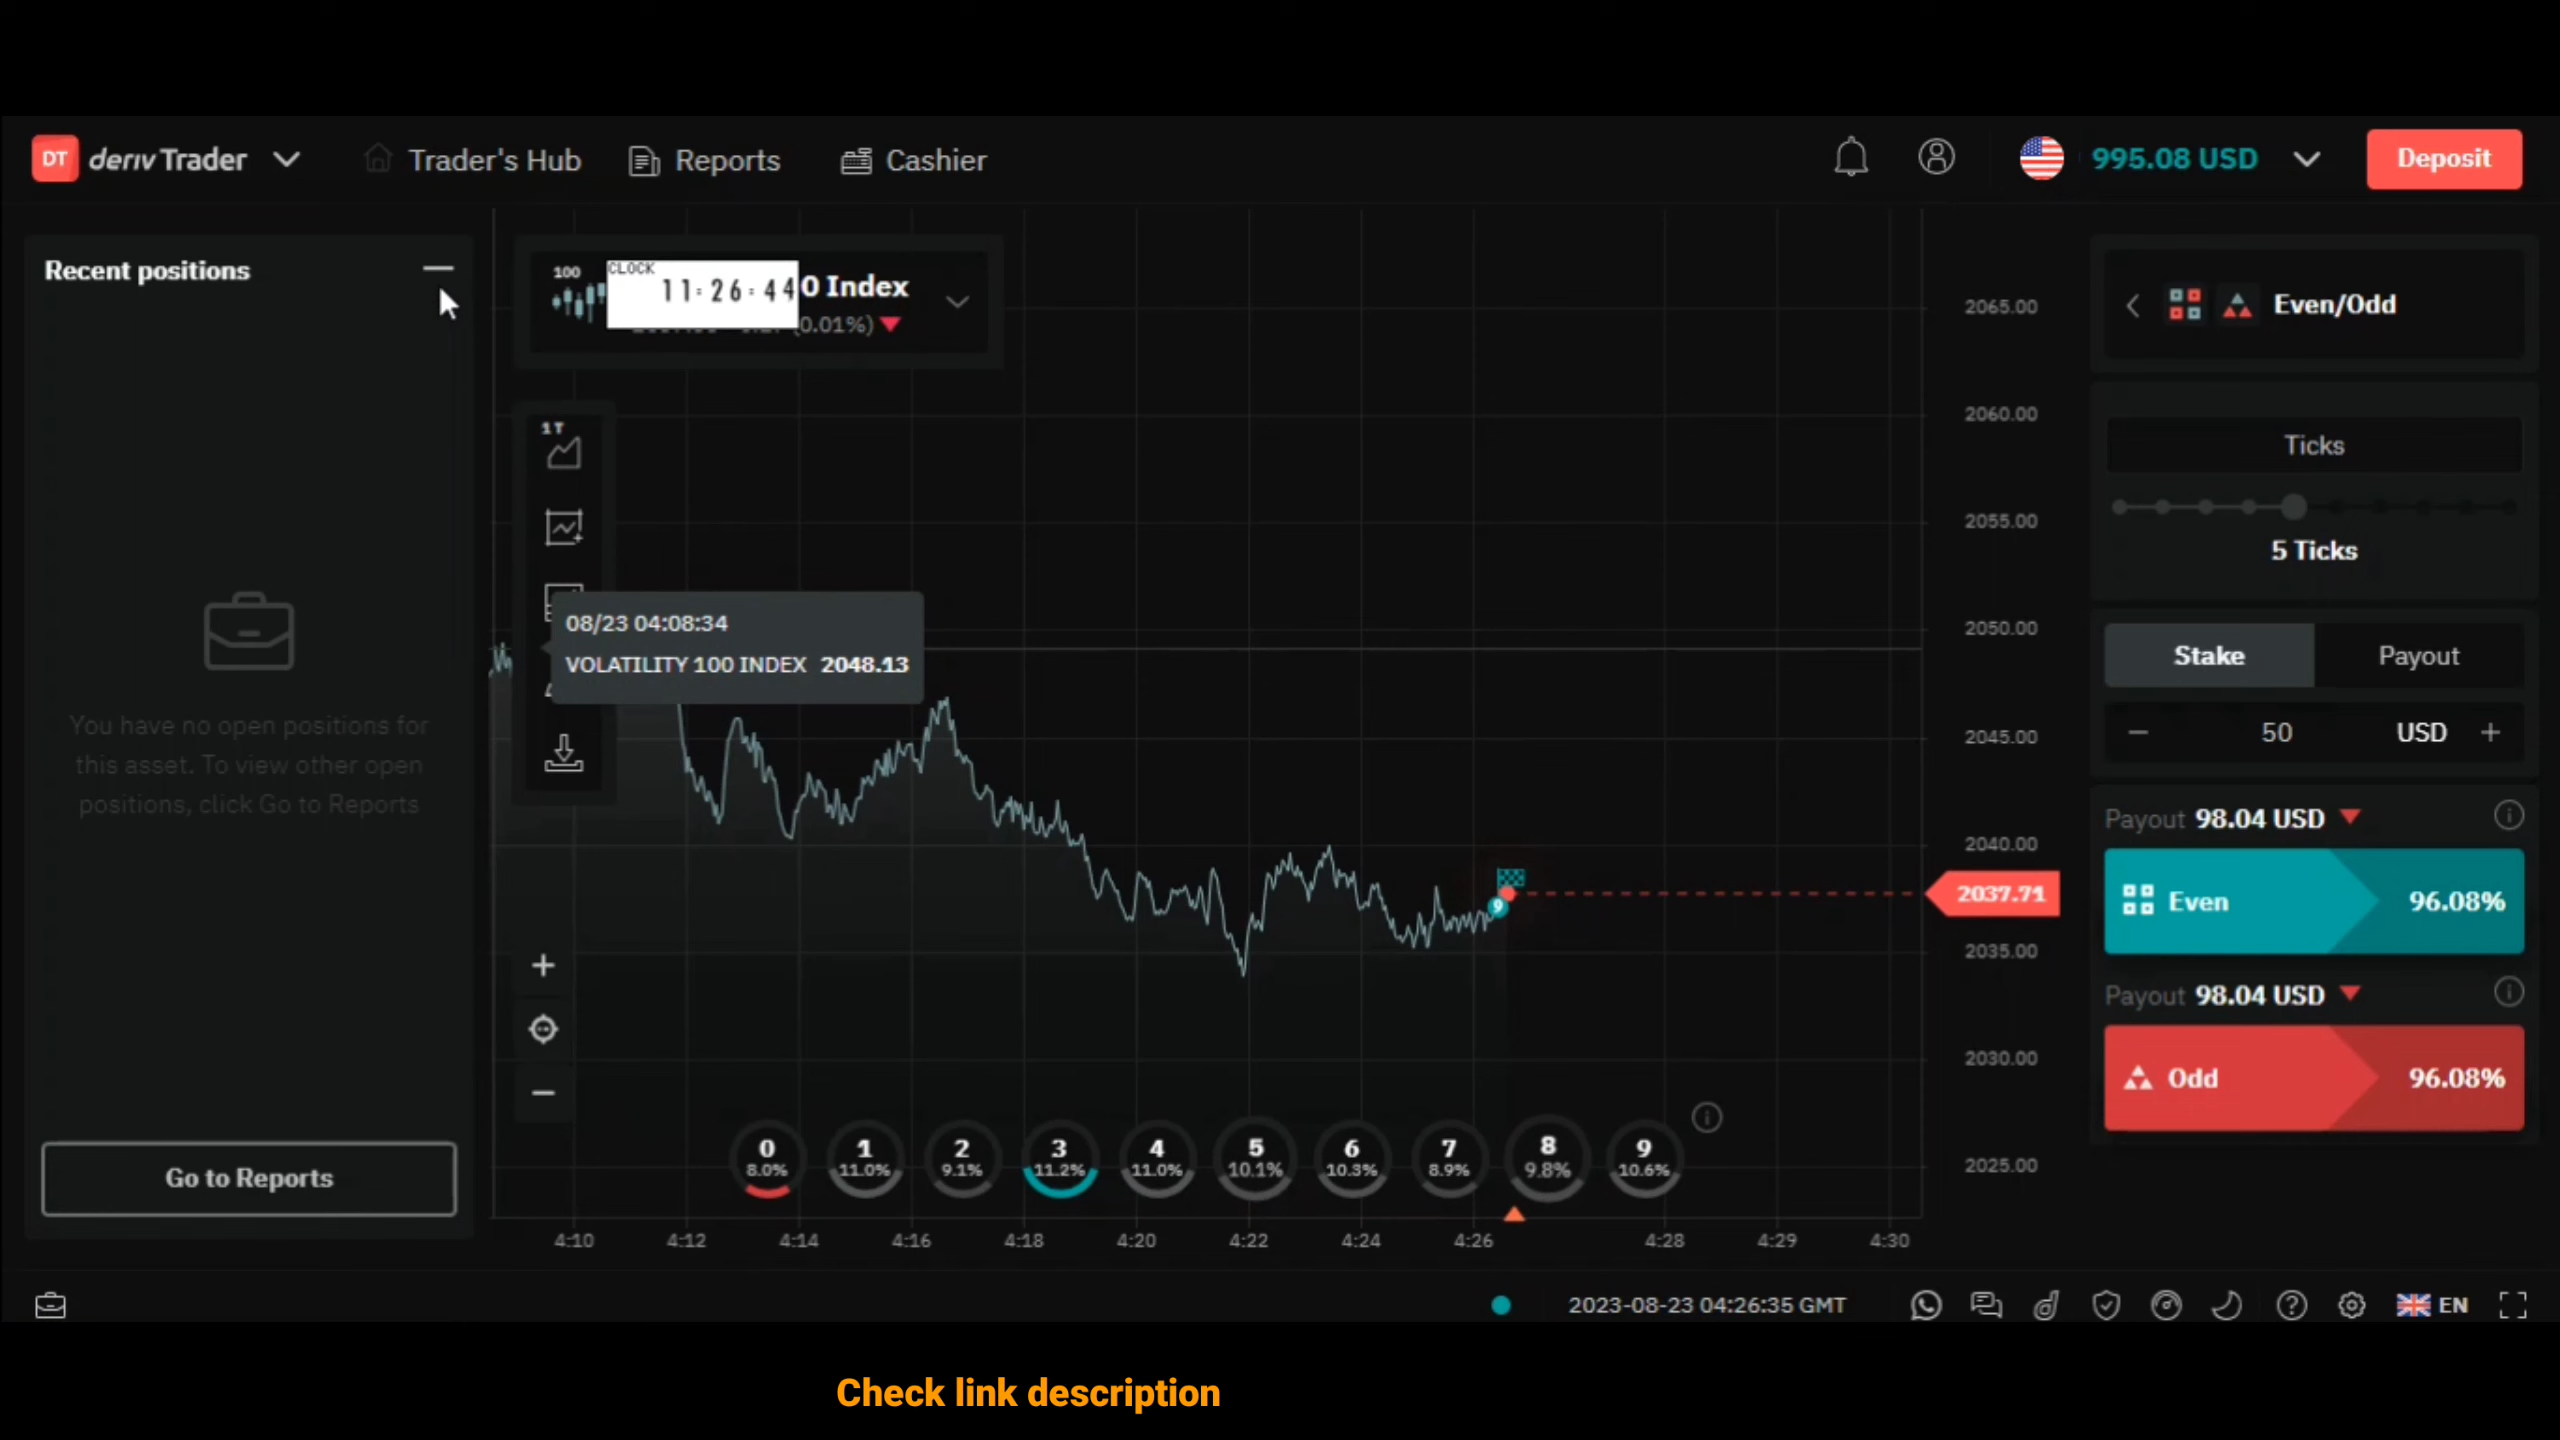 DT deriv Trader
Trader's Hub
Reports
Cashier
995.08 USD
Deposit
Recent positions
100
CLOCK
11:26:44
0 Index
(0.01%)
Even/Odd
Ticks
5 Ticks
1T
08/23 04:08:34
VOLATILITY 100 INDEX 2048.13
Stake
Payout
50
USD
You have no open positions for
this asset. To view other open
positions, click Go to Reports
Go to Reports
Payout 98.04 USD
Even
96.08%
Payout 98.04 USD
Odd
96.08%
2065.00
2060.00
2055.00
2050.00
2045.00
2040.00
2037.71
2035.00
2030.00
2025.00
9
0 1 2 3 4 5 6 7 8 9
8.0% 11.0% 9.1% 11.2% 11.0% 10.1% 10.3% 8.9% 9.8% 10.6%
4:10 4:12 4:14 4:16 4:18 4:20 4:22 4:24 4:26 4:28 4:29 4:30
2023-08-23 04:26:35 GMT
EN
Check link description